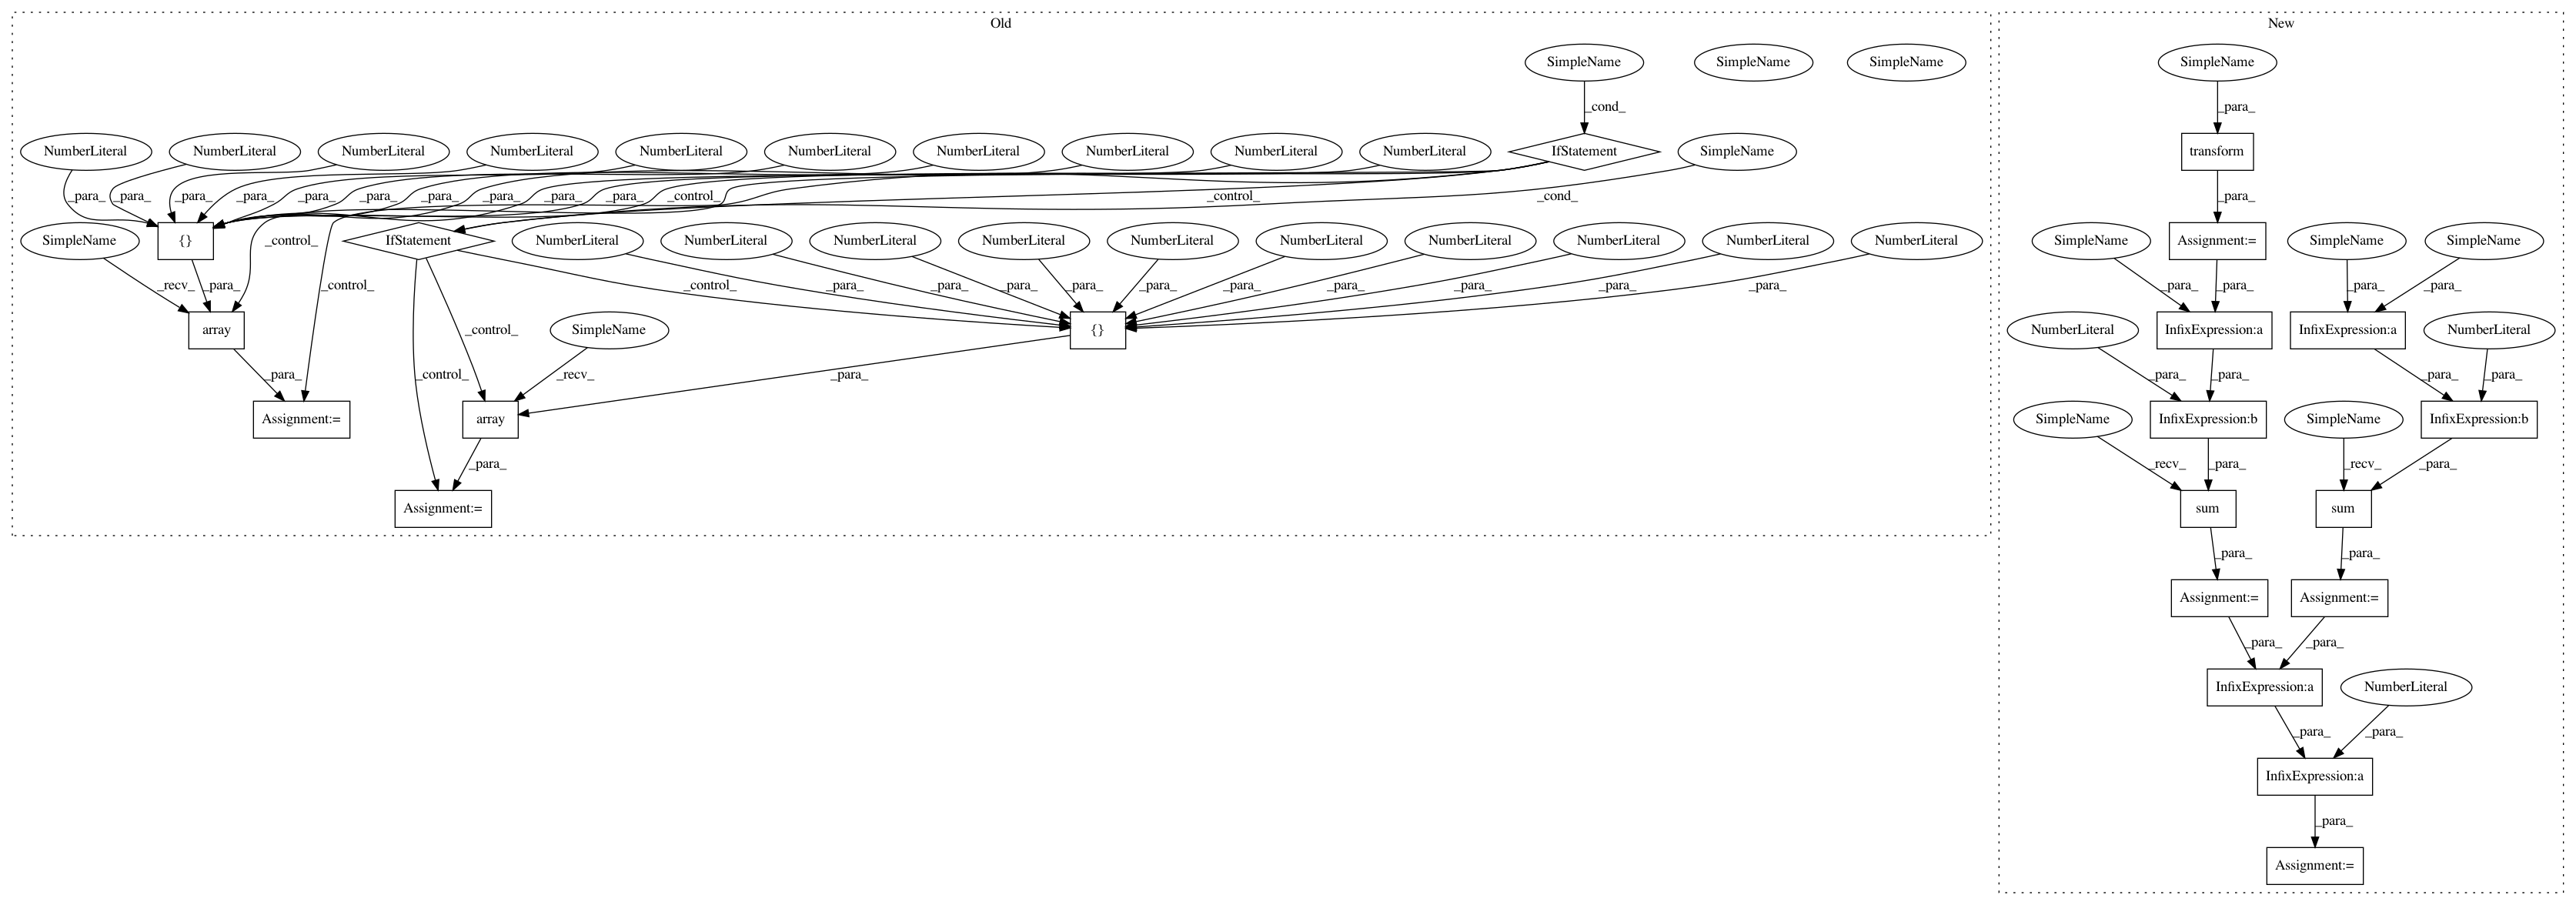 Old
New
SimpleName
SimpleName
SimpleName
SimpleName
_cond_
_para_
NumberLiteral
NumberLiteral
NumberLiteral
NumberLiteral
NumberLiteral
NumberLiteral
NumberLiteral
NumberLiteral
NumberLiteral
NumberLiteral
IfStatement
SimpleName
transform
_para_
_para_
_para_
_para_
_para_
_para_
_para_
_para_
_para_
_para_
_control_
_control_
_cond_
_para_
SimpleName
{}
IfStatement
NumberLiteral
NumberLiteral
NumberLiteral
NumberLiteral
NumberLiteral
NumberLiteral
NumberLiteral
NumberLiteral
NumberLiteral
NumberLiteral
SimpleName
Assignment:=
SimpleName
SimpleName
_control_
_recv_
_para_
_control_
_control_
_para_
_para_
_para_
_para_
_para_
_para_
_para_
_para_
_para_
_para_
_para_
_para_
_para_
_para_
array
_control_
SimpleName
{}
NumberLiteral
InfixExpression:a
InfixExpression:a
NumberLiteral
_para_
_control_
_recv_
_para_
_para_
_para_
_para_
_para_
Assignment:=
array
SimpleName
InfixExpression:b
SimpleName
InfixExpression:b
_para_
_recv_
_para_
_recv_
_para_
Assignment:=
sum
sum
_para_
_para_
Assignment:=
Assignment:=
_para_
_para_
InfixExpression:a
NumberLiteral
_para_
_para_
InfixExpression:a
_para_
Assignment:=